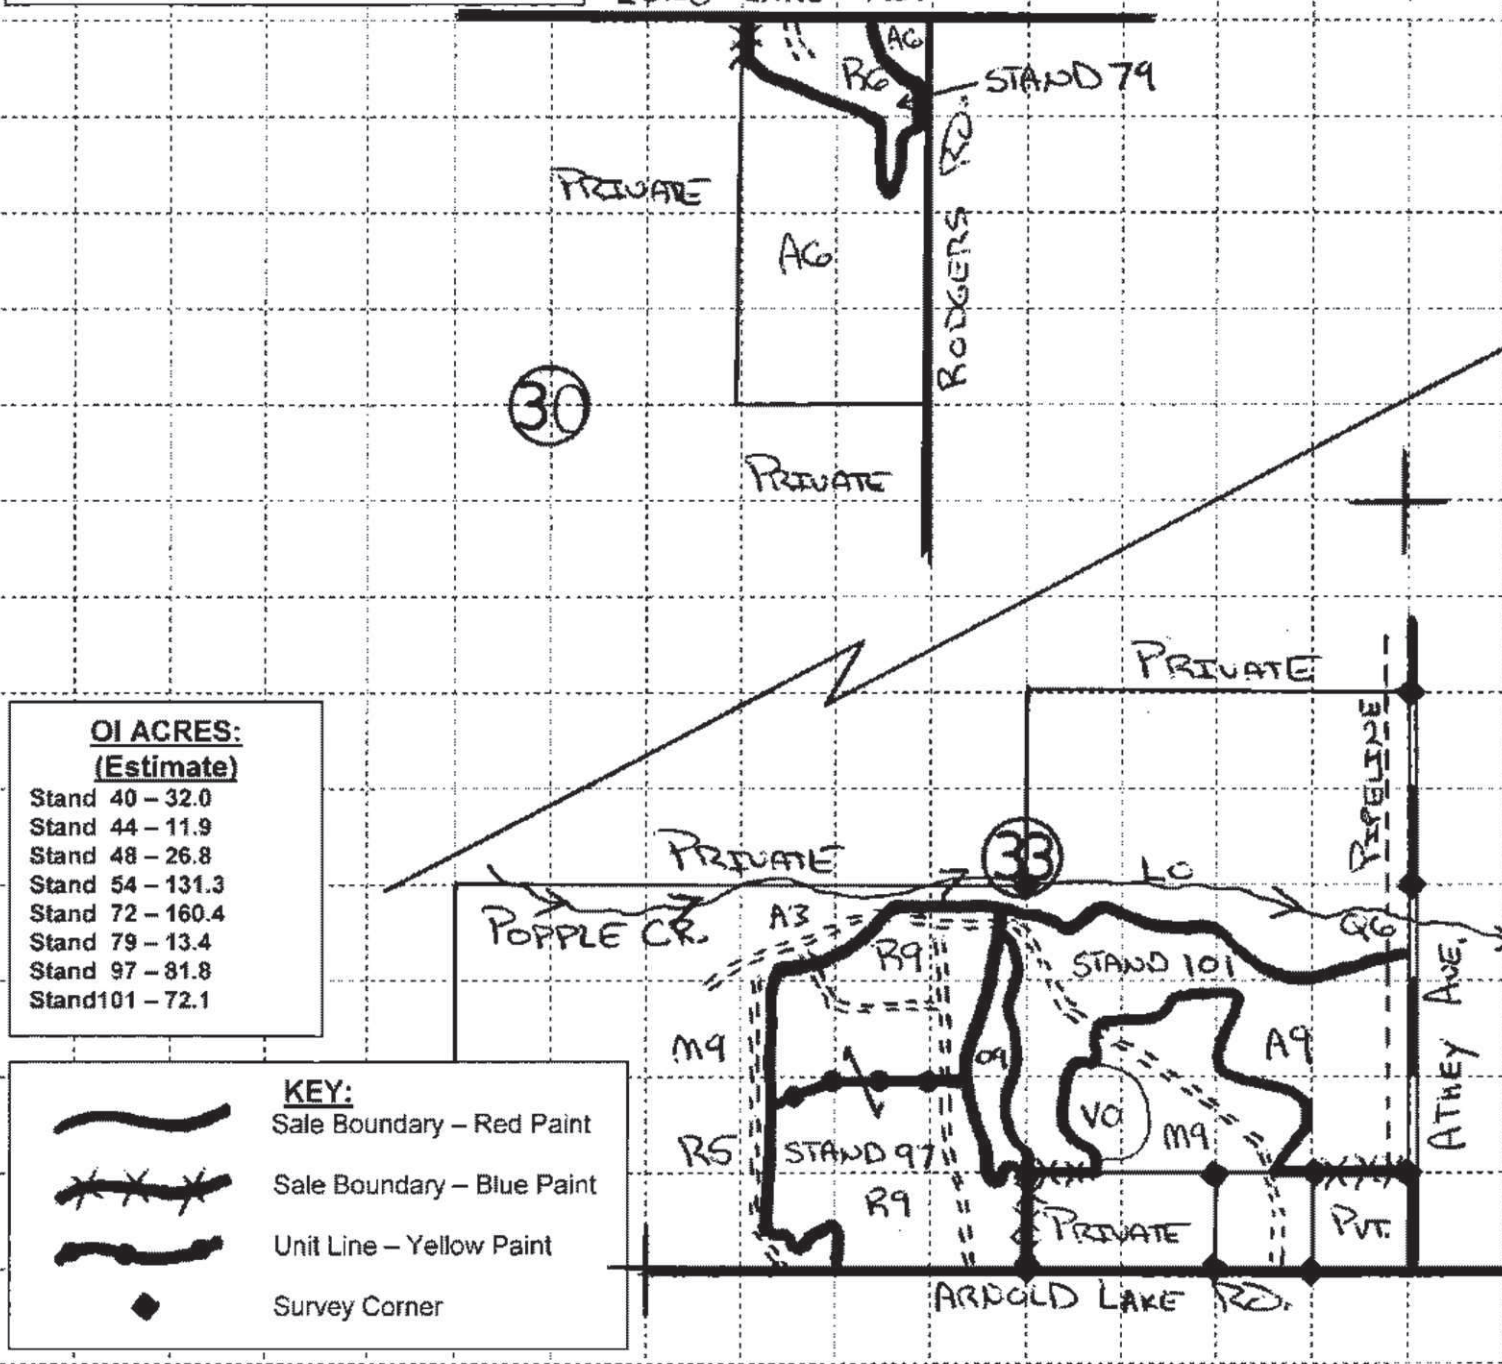 A6
R6
STAND 79
RODGERS RD.
PRIVATE
A6
30
PRIVATE
PRIVATE
PIPELINE
OI ACRES:
(Estimate)
Stand 40 – 32.0
Stand 44 – 11.9
Stand 48 – 26.8
Stand 54 – 131.3
Stand 72 – 160.4
Stand 79 – 13.4
Stand 97 – 81.8
Stand101 – 72.1
PRIVATE
33
LO
POPPLE CR.
A3
Q6
R9
STAND 101
ATHEY AVE.
M9
O9
A9
VO
M9
R5
STAND 97
R9
PRIVATE
PVT.
ARNOLD LAKE RD.
KEY:
Sale Boundary – Red Paint
Sale Boundary – Blue Paint
Unit Line – Yellow Paint
Survey Corner